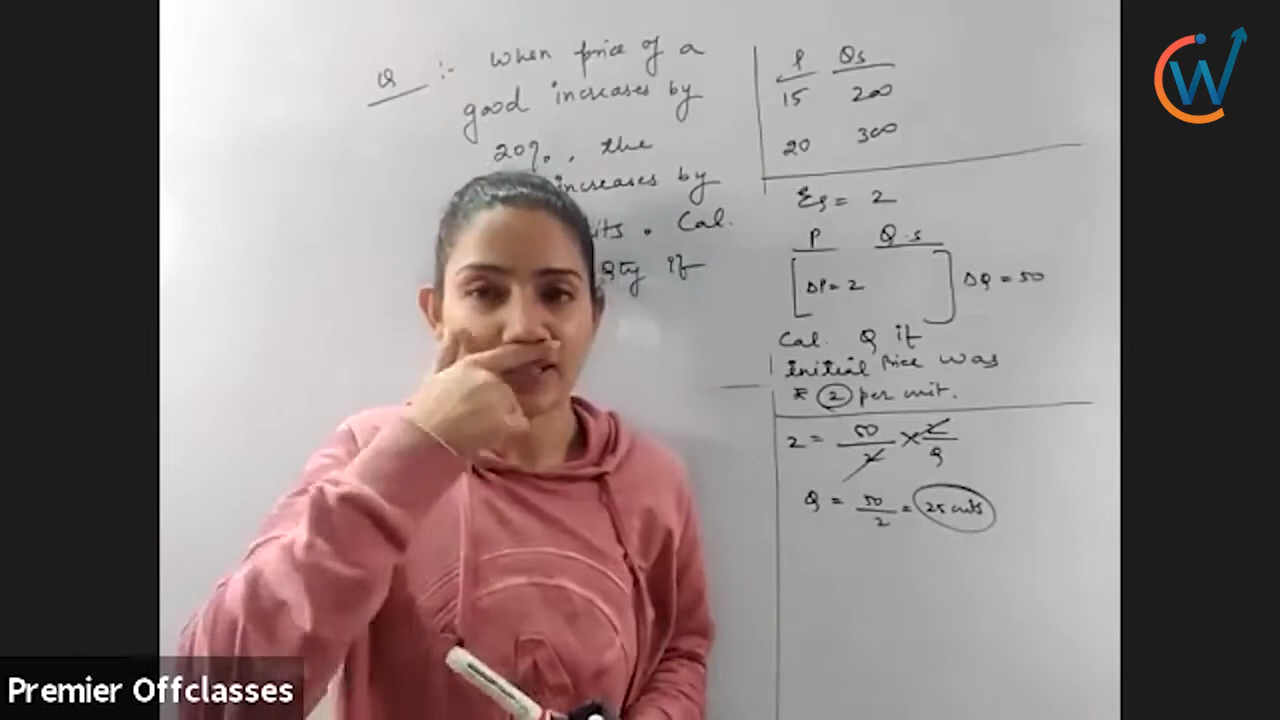 Q :- When price of a
good increases by
20%, the
increases by
its. Cal.
Qty if
P Qs
15 200
20 300
Es = 2
P Q.s
ΔP = 2
ΔQ = 50
Cal. Q if
initial Price was
₹ 2 per unit.
2 = 50/2 × 2/Q
Q = 50/2 = 25 units
W
Premier Offclasses